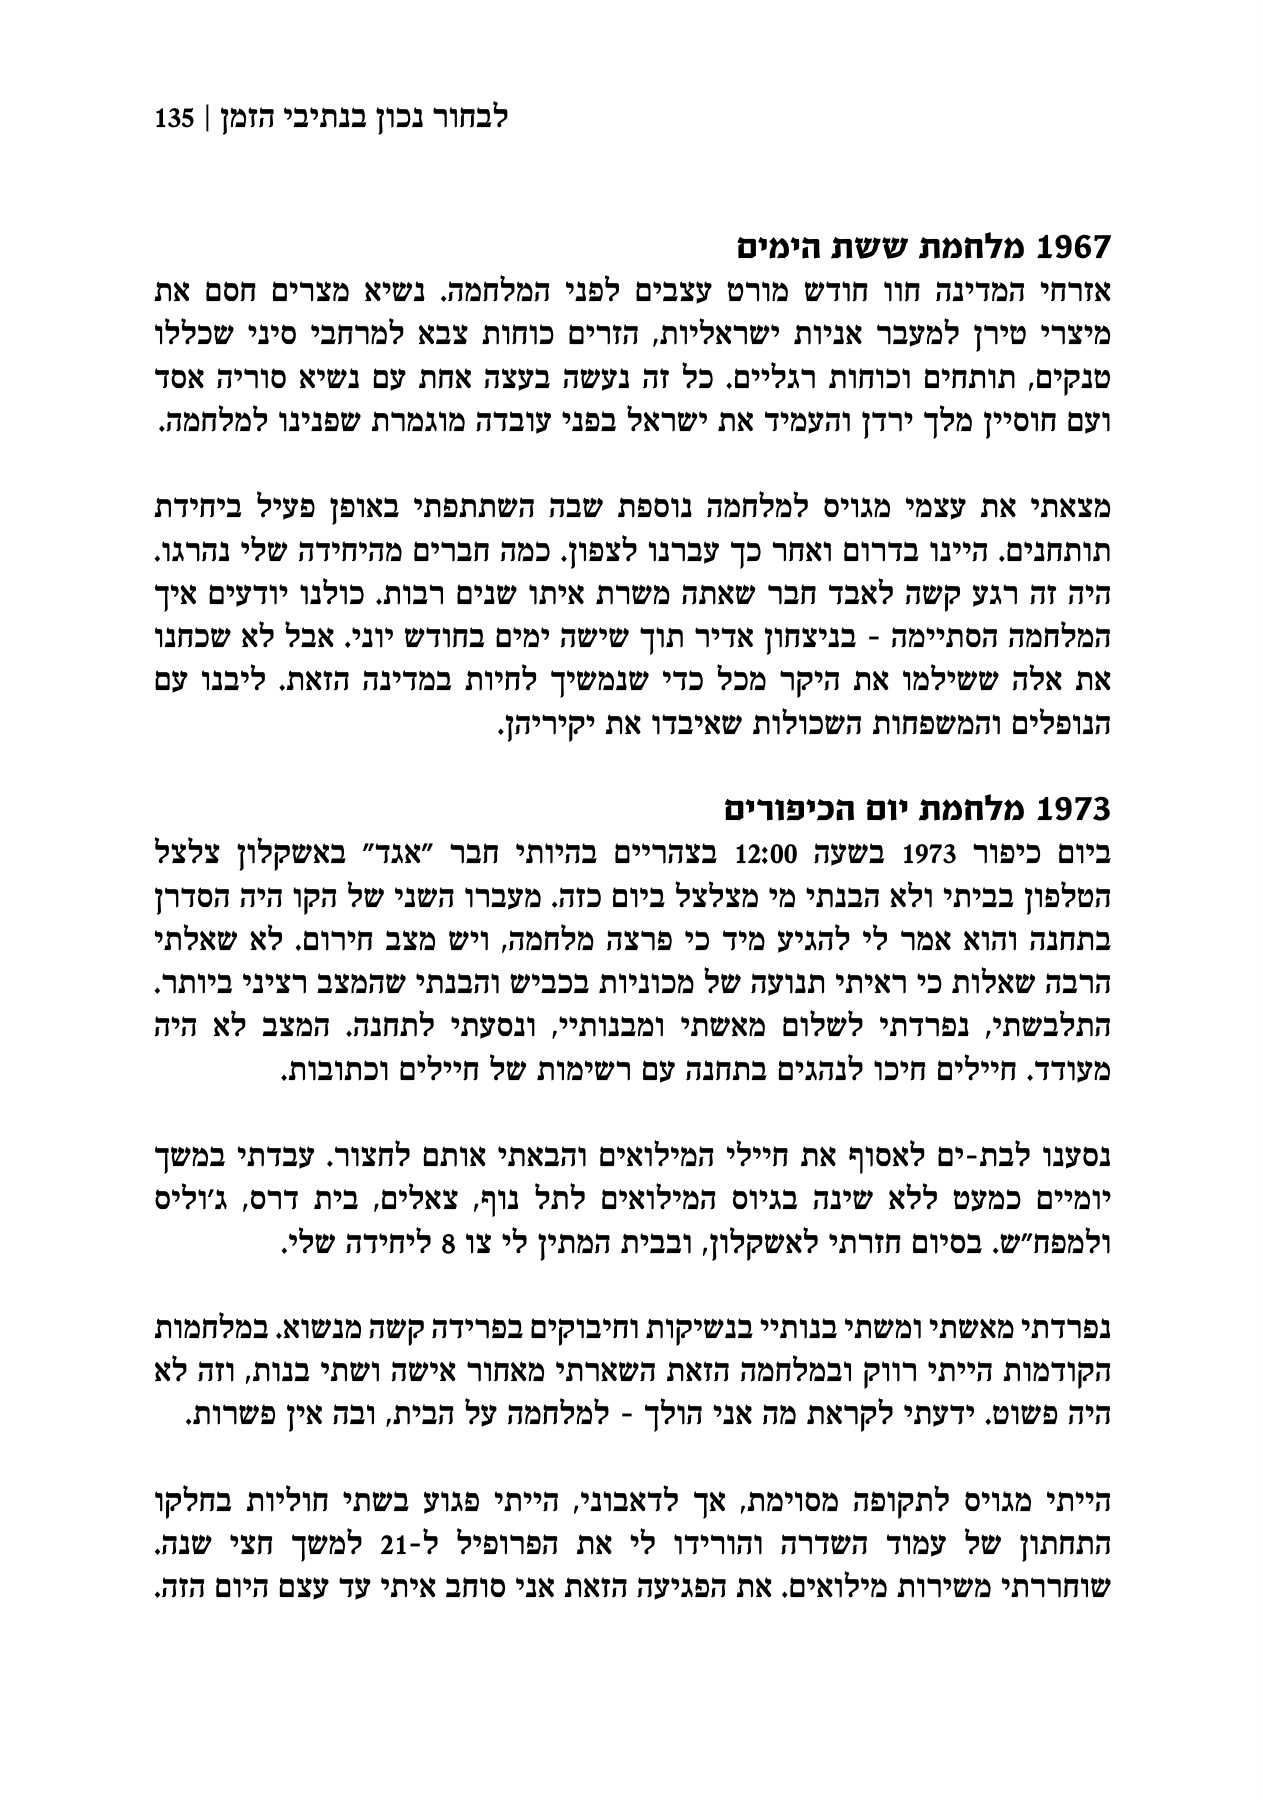 לבחור נכון בנתיבי הזמן | 135
1967 מלחמת ששת הימים
אזרחי המדינה חוו חודש מורט עצבים לפני המלחמה. נשיא מצרים חסם את
מיצרי טירן למעבר אניות ישראליות, הזרים כוחות צבא למרחבי סיני שכללו
טנקים, תותחים וכוחות רגליים. כל זה נעשה בעצה אחת עם נשיא סוריה אסד
ועם חוסיין מלך ירדן והעמיד את ישראל בפני עובדה מוגמרת שפנינו למלחמה.
מצאתי את עצמי מגויס למלחמה נוספת שבה השתתפתי באופן פעיל ביחידת
תותחנים. היינו בדרום ואחר כך עברנו לצפון. כמה חברים מהיחידה שלי נהרגו.
היה זה רגע קשה לאבד חבר שאתה משרת איתו שנים רבות. כולנו יודעים איך
המלחמה הסתיימה - בניצחון אדיר תוך שישה ימים בחודש יוני. אבל לא שכחנו
את אלה ששילמו את היקר מכל כדי שנמשיך לחיות במדינה הזאת. ליבנו עם
הנופלים והמשפחות השכולות שאיבדו את יקיריהן.
1973 מלחמת יום הכיפורים
ביום כיפור 1973 בשעה 12:00 בצהריים בהיותי חבר ״אגד״ באשקלון צלצל
הטלפון בביתי ולא הבנתי מי מצלצל ביום כזה. מעברו השני של הקו היה הסדרן
בתחנה והוא אמר לי להגיע מיד כי פרצה מלחמה, ויש מצב חירום. לא שאלתי
הרבה שאלות כי ראיתי תנועה של מכוניות בכביש והבנתי שהמצב רציני ביותר.
התלבשתי, נפרדתי לשלום מאשתי ומבנותיי, ונסעתי לתחנה. המצב לא היה
מעודד. חיילים חיכו לנהגים בתחנה עם רשימות של חיילים וכתובות.
נסענו לבת-ים לאסוף את חיילי המילואים והבאתי אותם לחצור. עבדתי במשך
יומיים כמעט ללא שינה בגיוס המילואים לתל נוף, צאלים, בית דרס, ג׳וליס
ולמפח״ש. בסיום חזרתי לאשקלון, ובבית המתין לי צו 8 ליחידה שלי.
נפרדתי מאשתי ומשתי בנותיי בנשיקות וחיבוקים בפרידה קשה מנשוא. במלחמות
הקודמות הייתי רווק ובמלחמה הזאת השארתי מאחור אישה ושתי בנות, וזה לא
היה פשוט. ידעתי לקראת מה אני הולך - למלחמה על הבית, ובה אין פשרות.
הייתי מגויס לתקופה מסוימת, אך לדאבוני, הייתי פגוע בשתי חוליות בחלקו
התחתון של עמוד השדרה והורידו לי את הפרופיל ל-21 למשך חצי שנה.
שוחררתי משירות מילואים. את הפגיעה הזאת אני סוחב איתי עד עצם היום הזה.